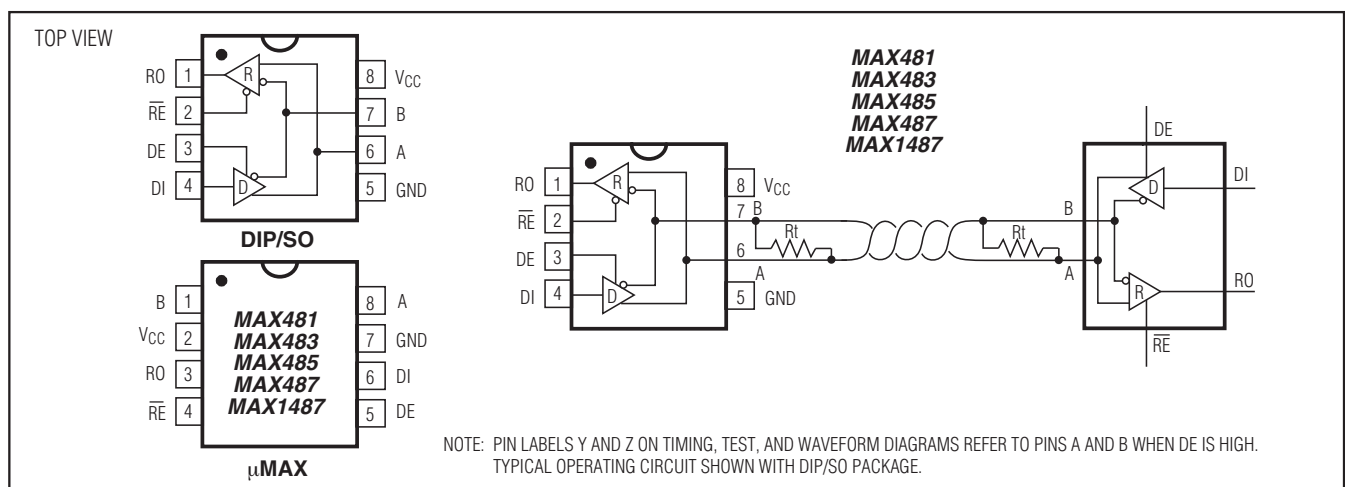 TOP VIEW
RO 1
R
8 VCC
RE 2
7 B
DE 3
6 A
DI 4
D
5 GND
DIP/SO
B 1
8 A
VCC 2
7 GND
RO 3
6 DI
RE 4
5 DE
MAX481
MAX483
MAX485
MAX487
MAX1487
μMAX
MAX481
MAX483
MAX485
MAX487
MAX1487
RO 1
R
8 VCC
RE 2
7 B
DE 3
6
A
DI 4
D
5 GND
Rt
Rt
B
A
DE
D
DI
R
RO
RE
NOTE: PIN LABELS Y AND Z ON TIMING, TEST, AND WAVEFORM DIAGRAMS REFER TO PINS A AND B WHEN DE IS HIGH.
TYPICAL OPERATING CIRCUIT SHOWN WITH DIP/SO PACKAGE.